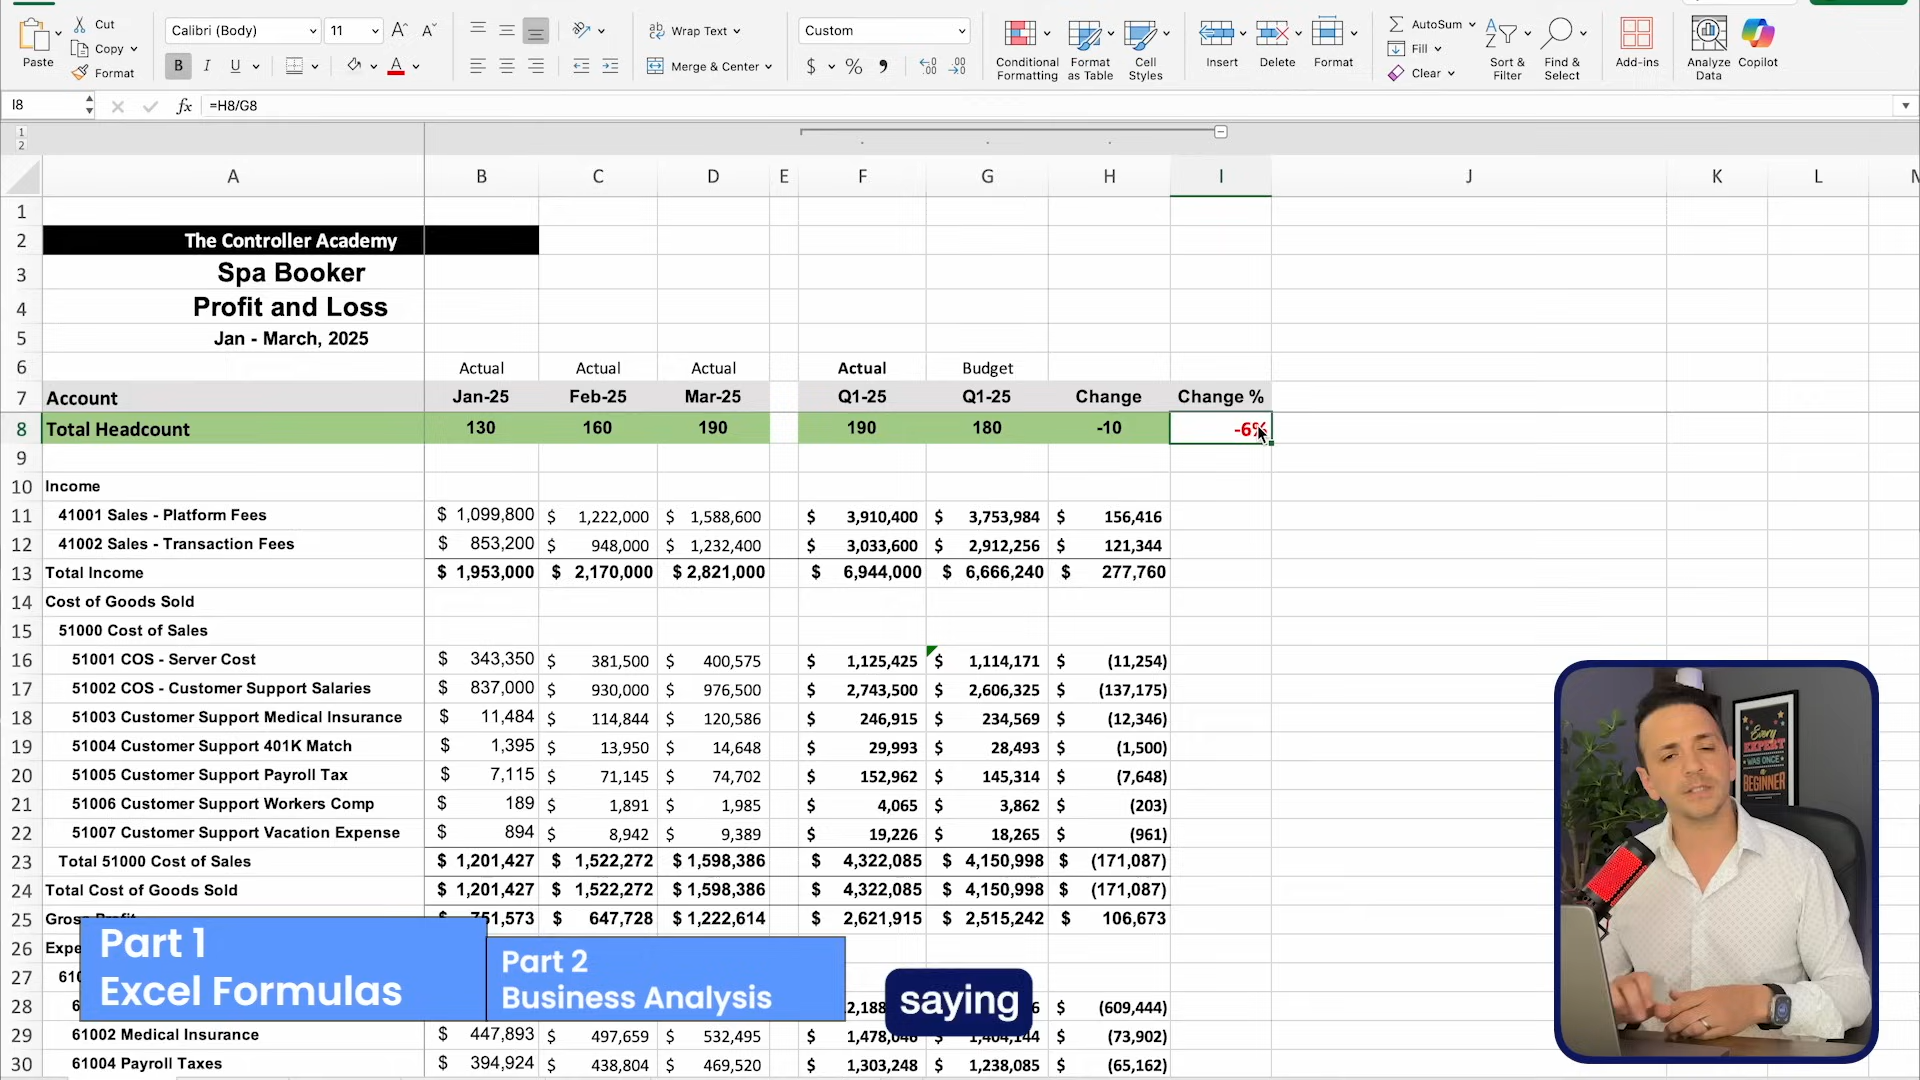 Cut
Copy
Format
Paste
Calibri (Body)
11
B I U
Wrap Text
Merge & Center
Custom
$ % 9
Conditional Formatting
Format as Table
Cell Styles
Insert
Delete
Format
AutoSum
Fill
Clear
Sort & Filter
Find & Select
Add-ins
Analyze Data
Copilot
I8
fx =H8/G8
1
2
A B C D E F G H I J K L
1
2 The Controller Academy
3 Spa Booker
4 Profit and Loss
5 Jan - March, 2025
6 Actual Actual Actual Actual Budget
7 Account Jan-25 Feb-25 Mar-25 Q1-25 Q1-25 Change Change %
8 Total Headcount 130 160 190 190 180 -10 -6%
9
10 Income
11 41001 Sales - Platform Fees $ 1,099,800 $ 1,222,000 $ 1,588,600 $ 3,910,400 $ 3,753,984 $ 156,416
12 41002 Sales - Transaction Fees $ 853,200 $ 948,000 $ 1,232,400 $ 3,033,600 $ 2,912,256 $ 121,344
13 Total Income $ 1,953,000 $ 2,170,000 $ 2,821,000 $ 6,944,000 $ 6,666,240 $ 277,760
14 Cost of Goods Sold
15 51000 Cost of Sales
16 51001 COS - Server Cost $ 343,350 $ 381,500 $ 400,575 $ 1,125,425 $ 1,114,171 $ (11,254)
17 51002 COS - Customer Support Salaries $ 837,000 $ 930,000 $ 976,500 $ 2,743,500 $ 2,606,325 $ (137,175)
18 51003 Customer Support Medical Insurance $ 11,484 $ 114,844 $ 120,586 $ 246,915 $ 234,569 $ (12,346)
19 51004 Customer Support 401K Match $ 1,395 $ 13,950 $ 14,648 $ 29,993 $ 28,493 $ (1,500)
20 51005 Customer Support Payroll Tax $ 7,115 $ 71,145 $ 74,702 $ 152,962 $ 145,314 $ (7,648)
21 51006 Customer Support Workers Comp $ 189 $ 1,891 $ 1,985 $ 4,065 $ 3,862 $ (203)
22 51007 Customer Support Vacation Expense $ 894 $ 8,942 $ 9,389 $ 19,226 $ 18,265 $ (961)
23 Total 51000 Cost of Sales $ 1,201,427 $ 1,522,272 $ 1,598,386 $ 4,322,085 $ 4,150,998 $ (171,087)
24 Total Cost of Goods Sold $ 1,201,427 $ 1,522,272 $ 1,598,386 $ 4,322,085 $ 4,150,998 $ (171,087)
25 Gross Profit $ 751,573 $ 647,728 $ 1,222,614 $ 2,621,915 $ 2,515,242 $ 106,673
26
27
28 $ (609,444)
29 61002 Medical Insurance $ 447,893 $ 497,659 $ 532,495 $ (73,902)
30 61004 Payroll Taxes $ 394,924 $ 438,804 $ 469,520 $ 1,303,248 $ 1,238,085 $ (65,162)
Part 1
Excel Formulas
Part 2
Business Analysis
saying
Every
EXPERT
WAS ONCE
a
BEGINNER